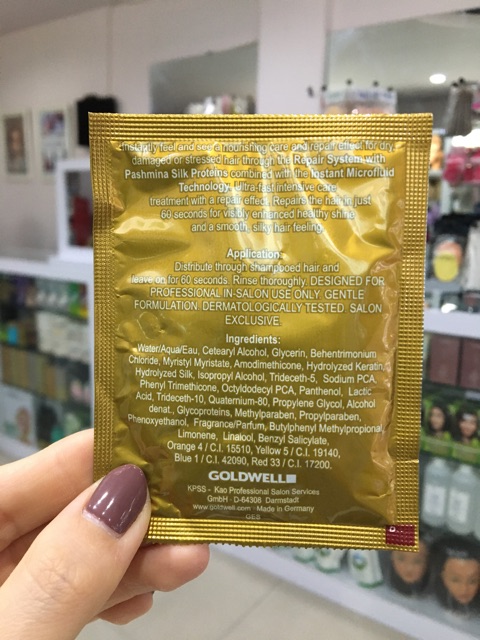 Instantly feel and see a nourishing care and repair effect for dry,
damaged or stressed hair through the Repair System with
Pashmina Silk Proteins combined with the Instant Microfluid
Technology. Ultra-fast intensive care
treatment with a repair effect. Repairs the hair in just
60 seconds for visibly enhanced healthy shine
and a smooth, silky hair feeling.
Application:
Distribute through shampooed hair and
leave on for 60 seconds. Rinse thoroughly. DESIGNED FOR
PROFESSIONAL IN-SALON USE ONLY. GENTLE
FORMULATION. DERMATOLOGICALLY TESTED. SALON
EXCLUSIVE.
Ingredients:
Water/Aqua/Eau, Cetearyl Alcohol, Glycerin, Behentrimonium
Chloride, Myristyl Myristate, Amodimethicone, Hydrolyzed Keratin,
Hydrolyzed Silk, Isopropyl Alcohol, Trideceth-5, Sodium PCA,
Phenyl Trimethicone, Octyldodecyl PCA, Panthenol, Lactic
Acid, Trideceth-10, Quaternium-80, Propylene Glycol, Alcohol
denat., Glycoproteins, Methylparaben, Propylparaben,
Phenoxyethanol, Fragrance/Parfum, Butylphenyl Methylpropional,
Limonene, Linalool, Benzyl Salicylate,
Orange 4 / C.I. 15510, Yellow 5 / C.I. 19140,
Blue 1 / C.I. 42090, Red 33 / C.I. 17200.
GOLDWELL
KPSS - Kao Professional Salon Services
GmbH · D-64308 Darmstadt
www.goldwell.com · Made in Germany